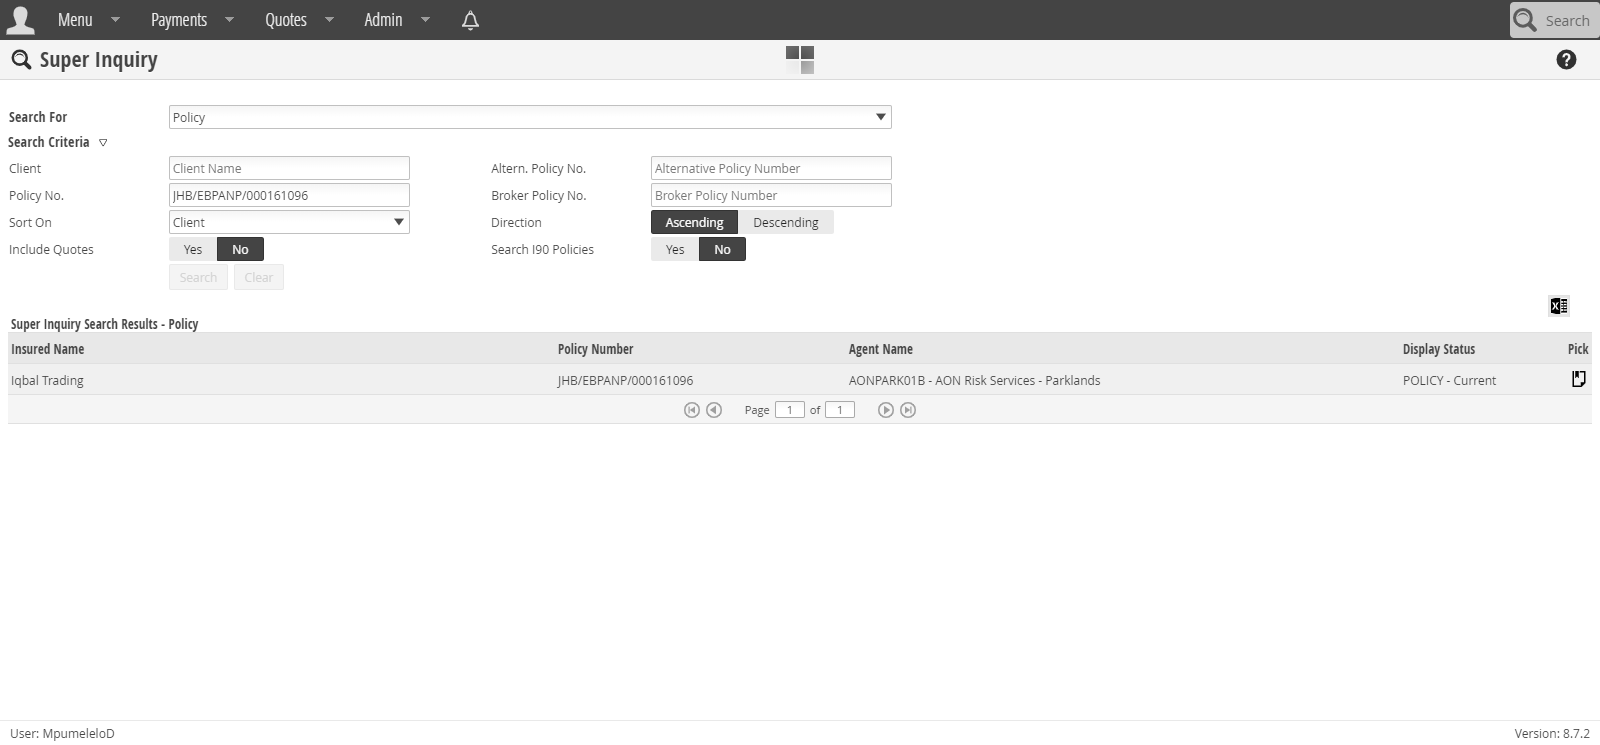 Menu Payments Quotes Admin Search
Super Inquiry
Search For Policy
Search Criteria
Client Client Name Altern. Policy No. Alternative Policy Number
Policy No. JHB/EBPANP/000161096 Broker Policy No. Broker Policy Number
Sort On Client Direction Ascending Descending
Include Quotes Yes No Search I90 Policies Yes No
Search Clear
Super Inquiry Search Results - Policy
Insured Name Policy Number Agent Name Display Status Pick
Iqbal Trading JHB/EBPANP/000161096 AONPARK01B - AON Risk Services - Parklands POLICY - Current
Page 1 of 1
User: MpumeleloD Version: 8.7.2